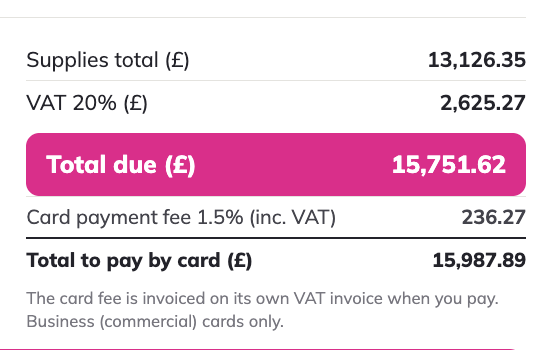 Supplies total (£) 13,126.35
VAT 20% (£) 2,625.27
Total due (£) 15,751.62
Card payment fee 1.5% (inc. VAT) 236.27
Total to pay by card (£) 15,987.89
The card fee is invoiced on its own VAT invoice when you pay.
Business (commercial) cards only.